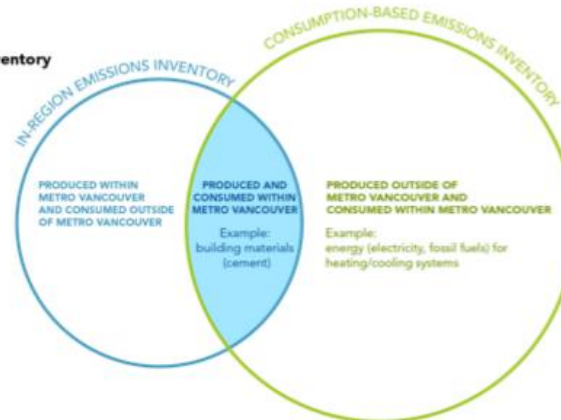 IN-REGION EMISSIONS INVENTORY
CONSUMPTION-BASED EMISSIONS INVENTORY
PRODUCED WITHIN
METRO VANCOUVER
AND CONSUMED OUTSIDE
OF METRO VANCOUVER
PRODUCED AND
CONSUMED WITHIN
METRO VANCOUVER
Example:
building materials
(cement)
PRODUCED OUTSIDE OF
METRO VANCOUVER AND
CONSUMED WITHIN METRO VANCOUVER
Example:
energy (electricity, fossil fuels) for
heating/cooling systems